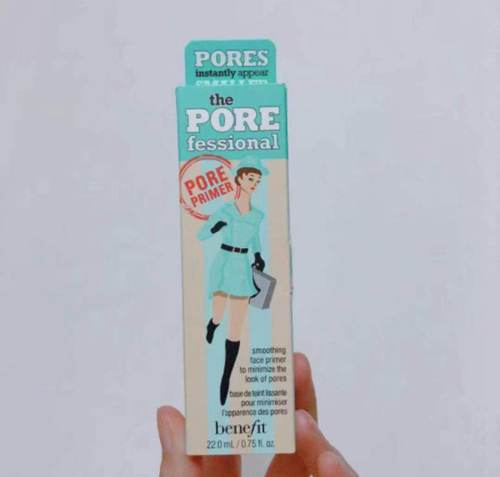 PORES
instantly appear
SMALLER
the
PORE
fessional
PORE
PRIMER
smoothing
face primer
to minimize the
look of pores
base de teint lissante
pour minimiser
l'apparence des pores
benefit
22.0 mL / 0.75 fl. oz.